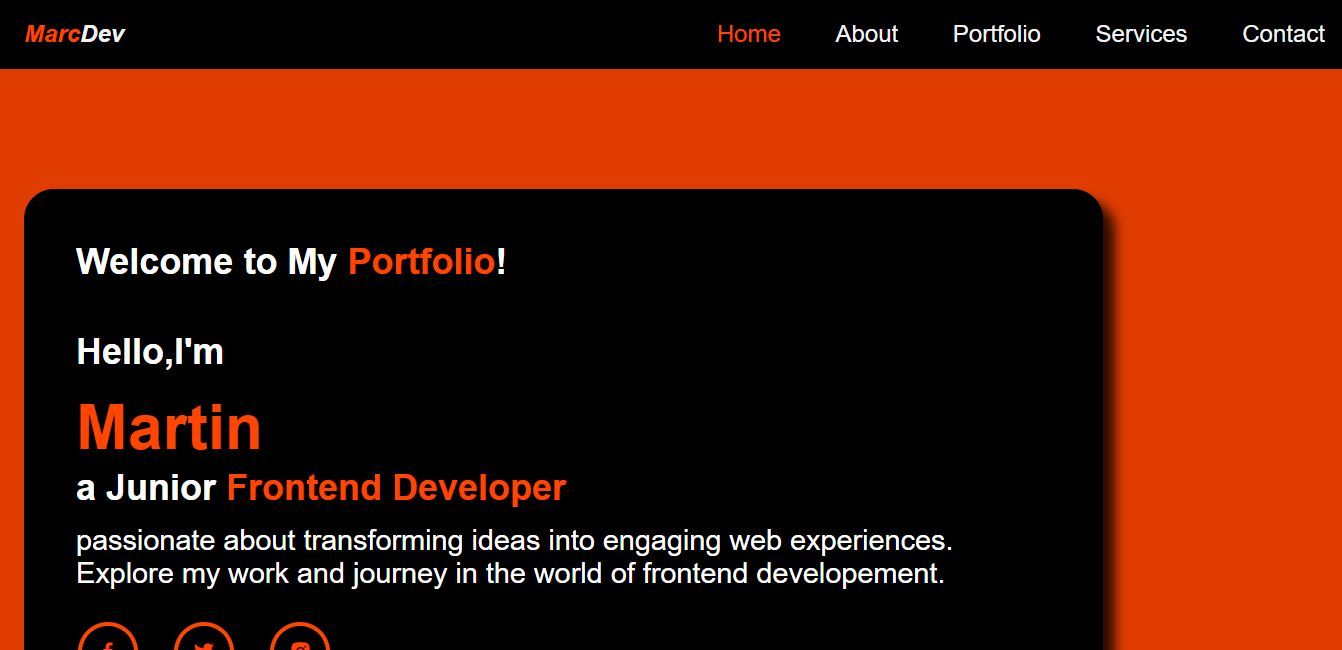 MarcDev
Home About Portfolio Services Contact
Welcome to My Portfolio!
Hello,I'm
Martin
a Junior Frontend Developer
passionate about transforming ideas into engaging web experiences.
Explore my work and journey in the world of frontend developement.